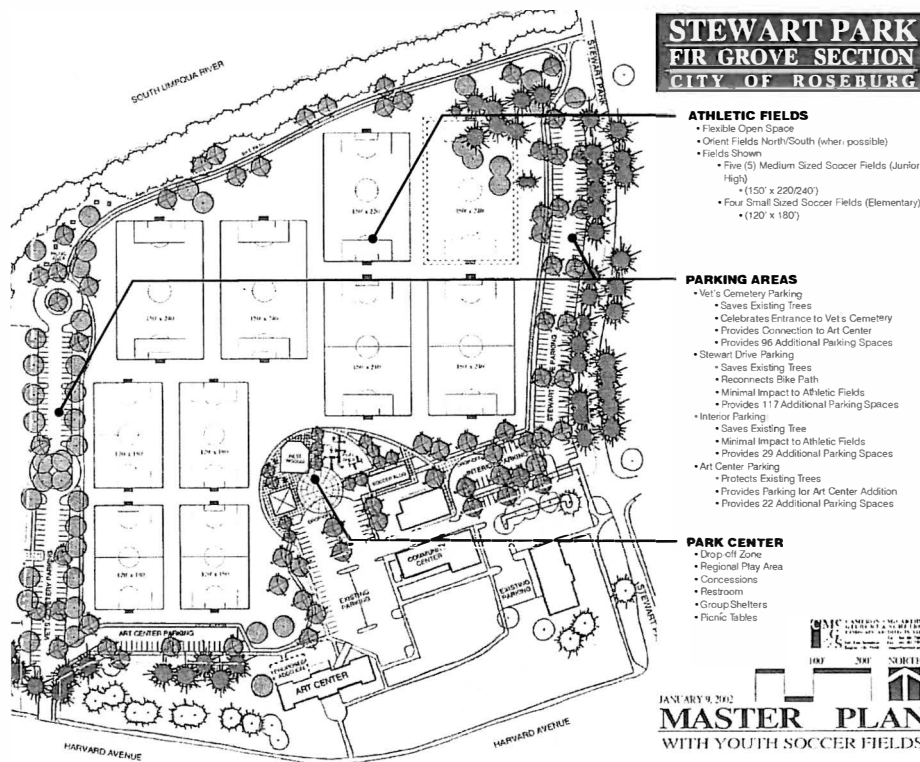 STEWART PARK
FIR GROVE SECTION
CITY OF ROSEBURG
ATHLETIC FIELDS
• Flexible Open Space
• Orient Fields North/South (when possible)
• Fields Shown
• Five (5) Medium Sized Soccer Fields (Junior
High)
• (150' x 220/240')
• Four Small Sized Soccer Fields (Elementary)
• (120' x 180')
PARKING AREAS
• Vet's Cemetery Parking
• Saves Existing Trees
• Celebrates Entrance to Vet's Cemetery
• Provides Connection to Art Center
• Provides 96 Additional Parking Spaces
• Stewart Drive Parking
• Saves Existing Trees
• Reconnects Bike Path
• Minimal Impact to Athletic Fields
• Provides 117 Additional Parking Spaces
• Interior Parking
• Saves Existing Tree
• Minimal Impact to Athletic Fields
• Provides 29 Additional Parking Spaces
• Art Center Parking
• Protects Existing Trees
• Provides Parking for Art Center Addition
• Provides 22 Additional Parking Spaces
PARK CENTER
• Drop-off Zone
• Regional Play Area
• Concessions
• Restroom
• Group Shelters
• Picnic Tables
100' 200' NORTH
JANUARY 9, 2002
MASTER PLAN
WITH YOUTH SOCCER FIELDS
SOUTH UMPQUA RIVER
STEWART PARK
150' x 220'
150' x 240'
150' x 240'
150' x 240'
150' x 240'
150' x 240'
120' x 180'
120' x 180'
120' x 180'
120' x 180'
STEWART DRIVE PARKING
INTERIOR PARKING
SOCCER BLDG
COMMUNITY
CENTER
EXISTING
PARKING
EXISTING
PARKING
VET'S CEMETERY PARKING
ART CENTER PARKING
ART CENTER
HARVARD AVENUE
HARVARD AVENUE